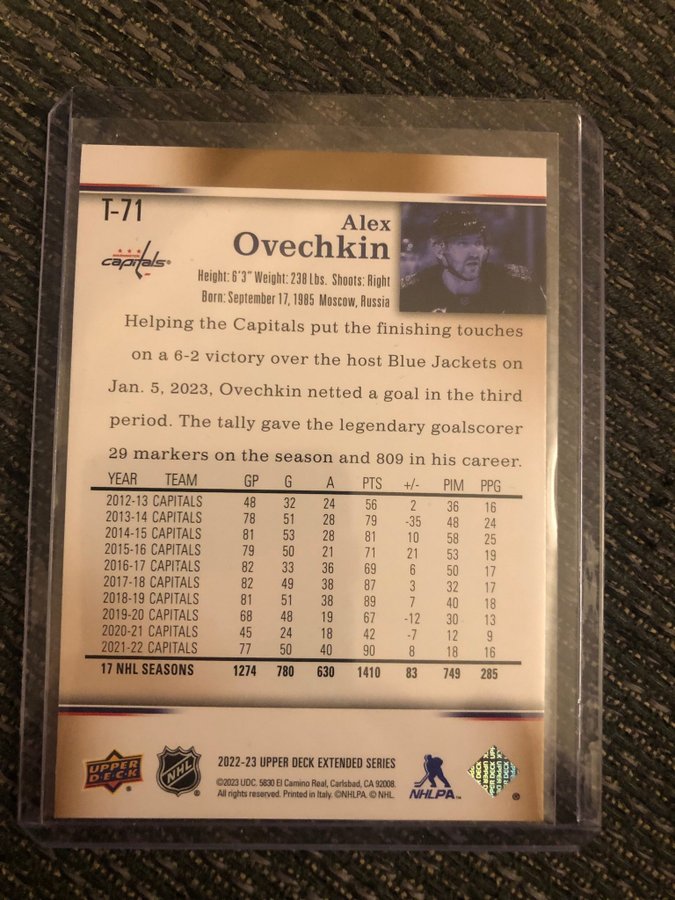 T-71
Alex
Ovechkin
capitals
Height: 6'3" Weight: 238 Lbs. Shoots: Right
Born: September 17, 1985 Moscow, Russia
Helping the Capitals put the finishing touches
on a 6-2 victory over the host Blue Jackets on
Jan. 5, 2023, Ovechkin netted a goal in the third
period. The tally gave the legendary goalscorer
29 markers on the season and 809 in his career.
YEAR TEAM GP G A PTS +/- PIM PPG
2012-13 CAPITALS 48 32 24 56 2 36 16
2013-14 CAPITALS 78 51 28 79 -35 48 24
2014-15 CAPITALS 81 53 28 81 10 58 25
2015-16 CAPITALS 79 50 21 71 21 53 19
2016-17 CAPITALS 82 33 36 69 6 50 17
2017-18 CAPITALS 82 49 38 87 3 32 17
2018-19 CAPITALS 81 51 38 89 7 40 18
2019-20 CAPITALS 68 48 19 67 -12 30 13
2020-21 CAPITALS 45 24 18 42 -7 12 9
2021-22 CAPITALS 77 50 40 90 8 18 16
17 NHL SEASONS 1274 780 630 1410 83 749 285
UPPER DECK
NHL
2022-23 UPPER DECK EXTENDED SERIES
©2023 UDC. 5830 El Camino Real, Carlsbad, CA 92008.
All rights reserved. Printed in Italy. ©NHLPA. © NHL.
NHLPA
UPPER DECK